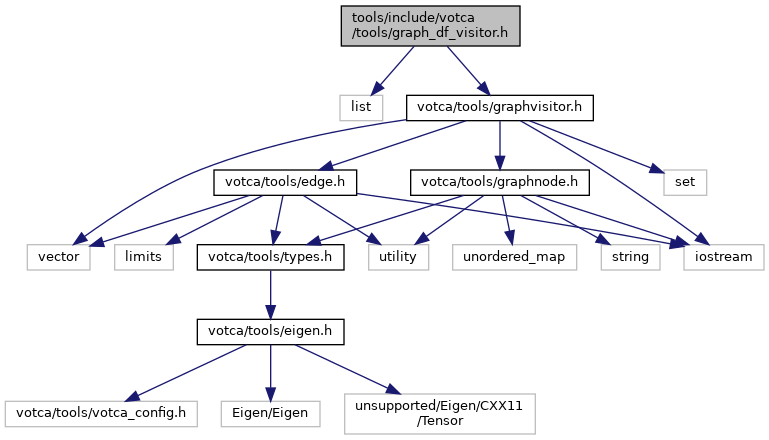 tools/include/votca
/tools/graph_df_visitor.h
list
votca/tools/graphvisitor.h
votca/tools/edge.h
votca/tools/graphnode.h
set
vector
limits
votca/tools/types.h
utility
unordered_map
string
iostream
votca/tools/eigen.h
votca/tools/votca_config.h
Eigen/Eigen
unsupported/Eigen/CXX11
/Tensor